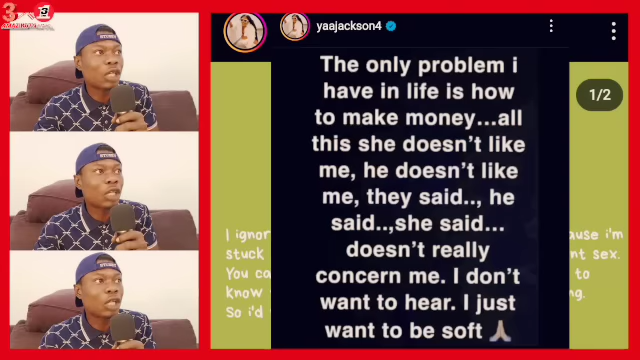 yaajackson4
1/2
The only problem i
have in life is how
to make money...all
this she doesn't like
me, he doesn't like
me, they said.., he
said..,she said...
doesn't really
concern me. I don't
want to hear. I just
want to be soft 🙏🏽
I ignor
ause i'm
stuck
nt sex.
You ca
to
know
ng.
So i'd